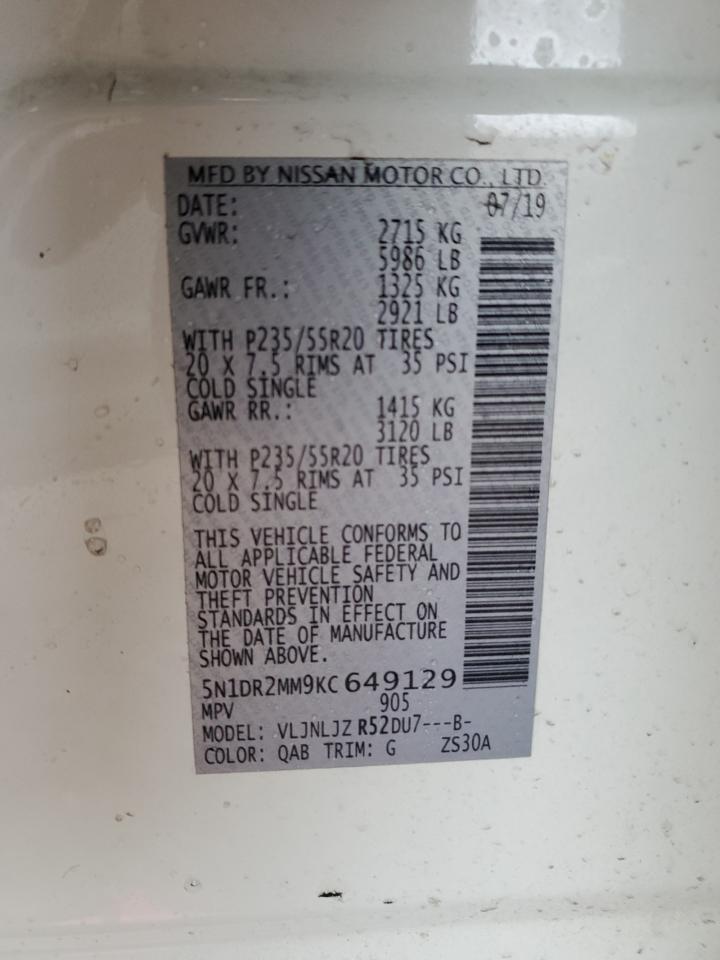 MFD BY NISSAN MOTOR CO., LTD.
DATE: 07/19
GVWR: 2715 KG
5986 LB
GAWR FR.: 1325 KG
2921 LB
WITH P235/55R20 TIRES
20 X 7.5 RIMS AT 35 PSI
COLD SINGLE
GAWR RR.: 1415 KG
3120 LB
WITH P235/55R20 TIRES
20 X 7.5 RIMS AT 35 PSI
COLD SINGLE
THIS VEHICLE CONFORMS TO
ALL APPLICABLE FEDERAL
MOTOR VEHICLE SAFETY AND
THEFT PREVENTION
STANDARDS IN EFFECT ON
THE DATE OF MANUFACTURE
SHOWN ABOVE.
5N1DR2MM9KC649129
MPV 905
MODEL: VLJNLJZ R52DU7---B-
COLOR: QAB TRIM: G ZS30A